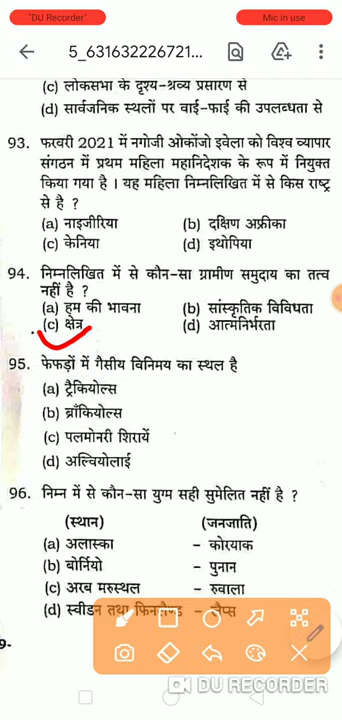 "DU Recorder"
Mic in use
5_631632226721...
(c) लोकसभा के दृश्य-श्रव्य प्रसारण से
(d) सार्वजनिक स्थलों पर वाई-फाई की उपलब्धता से
93. फरवरी 2021 में नगोजी ओकोंजो इवेला को विश्व व्यापार
संगठन में प्रथम महिला महानिदेशक के रूप में नियुक्त
किया गया है । यह महिला निम्नलिखित में से किस राष्ट्र
से है ?
(a) नाइजीरिया (b) दक्षिण अफ्रीका
(c) केनिया (d) इथोपिया
94. निम्नलिखित में से कौन-सा ग्रामीण समुदाय का तत्व
नहीं है ?
(a) हम की भावना (b) सांस्कृतिक विविधता
(c) क्षेत्र (d) आत्मनिर्भरता
95. फेफड़ों में गैसीय विनिमय का स्थल है
(a) ट्रैकियोल्स
(b) ब्रॉंकियोल्स
(c) पलमोनरी शिरायें
(d) अल्वियोलाई
96. निम्न में से कौन-सा युग्म सही सुमेलित नहीं है ?
(स्थान) (जनजाति)
(a) अलास्का – कोरयाक
(b) बोर्नियो – पुनान
(c) अरब मरुस्थल – रुवाला
(d) स्वीडन तथा फिनलैण्ड – लैप्स
9-
DU RECORDER